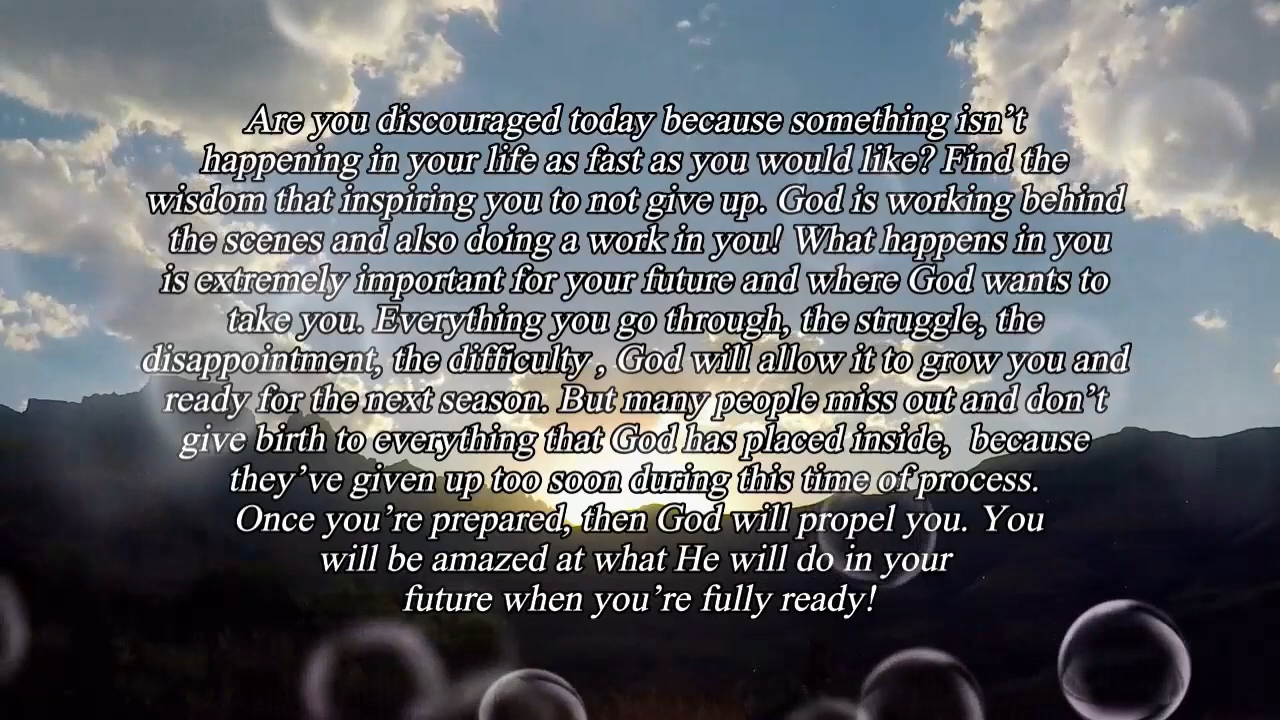 Are you discouraged today because something isn’t
happening in your life as fast as you would like? Find the
wisdom that inspiring you to not give up. God is working behind
the scenes and also doing a work in you! What happens in you
is extremely important for your future and where God wants to
take you. Everything you go through, the struggle, the
disappointment, the difficulty , God will allow it to grow you and
ready for the next season. But many people miss out and don’t
give birth to everything that God has placed inside,  because
they’ve given up too soon during this time of process.
Once you’re prepared, then God will propel you. You
will be amazed at what He will do in your
future when you’re fully ready!